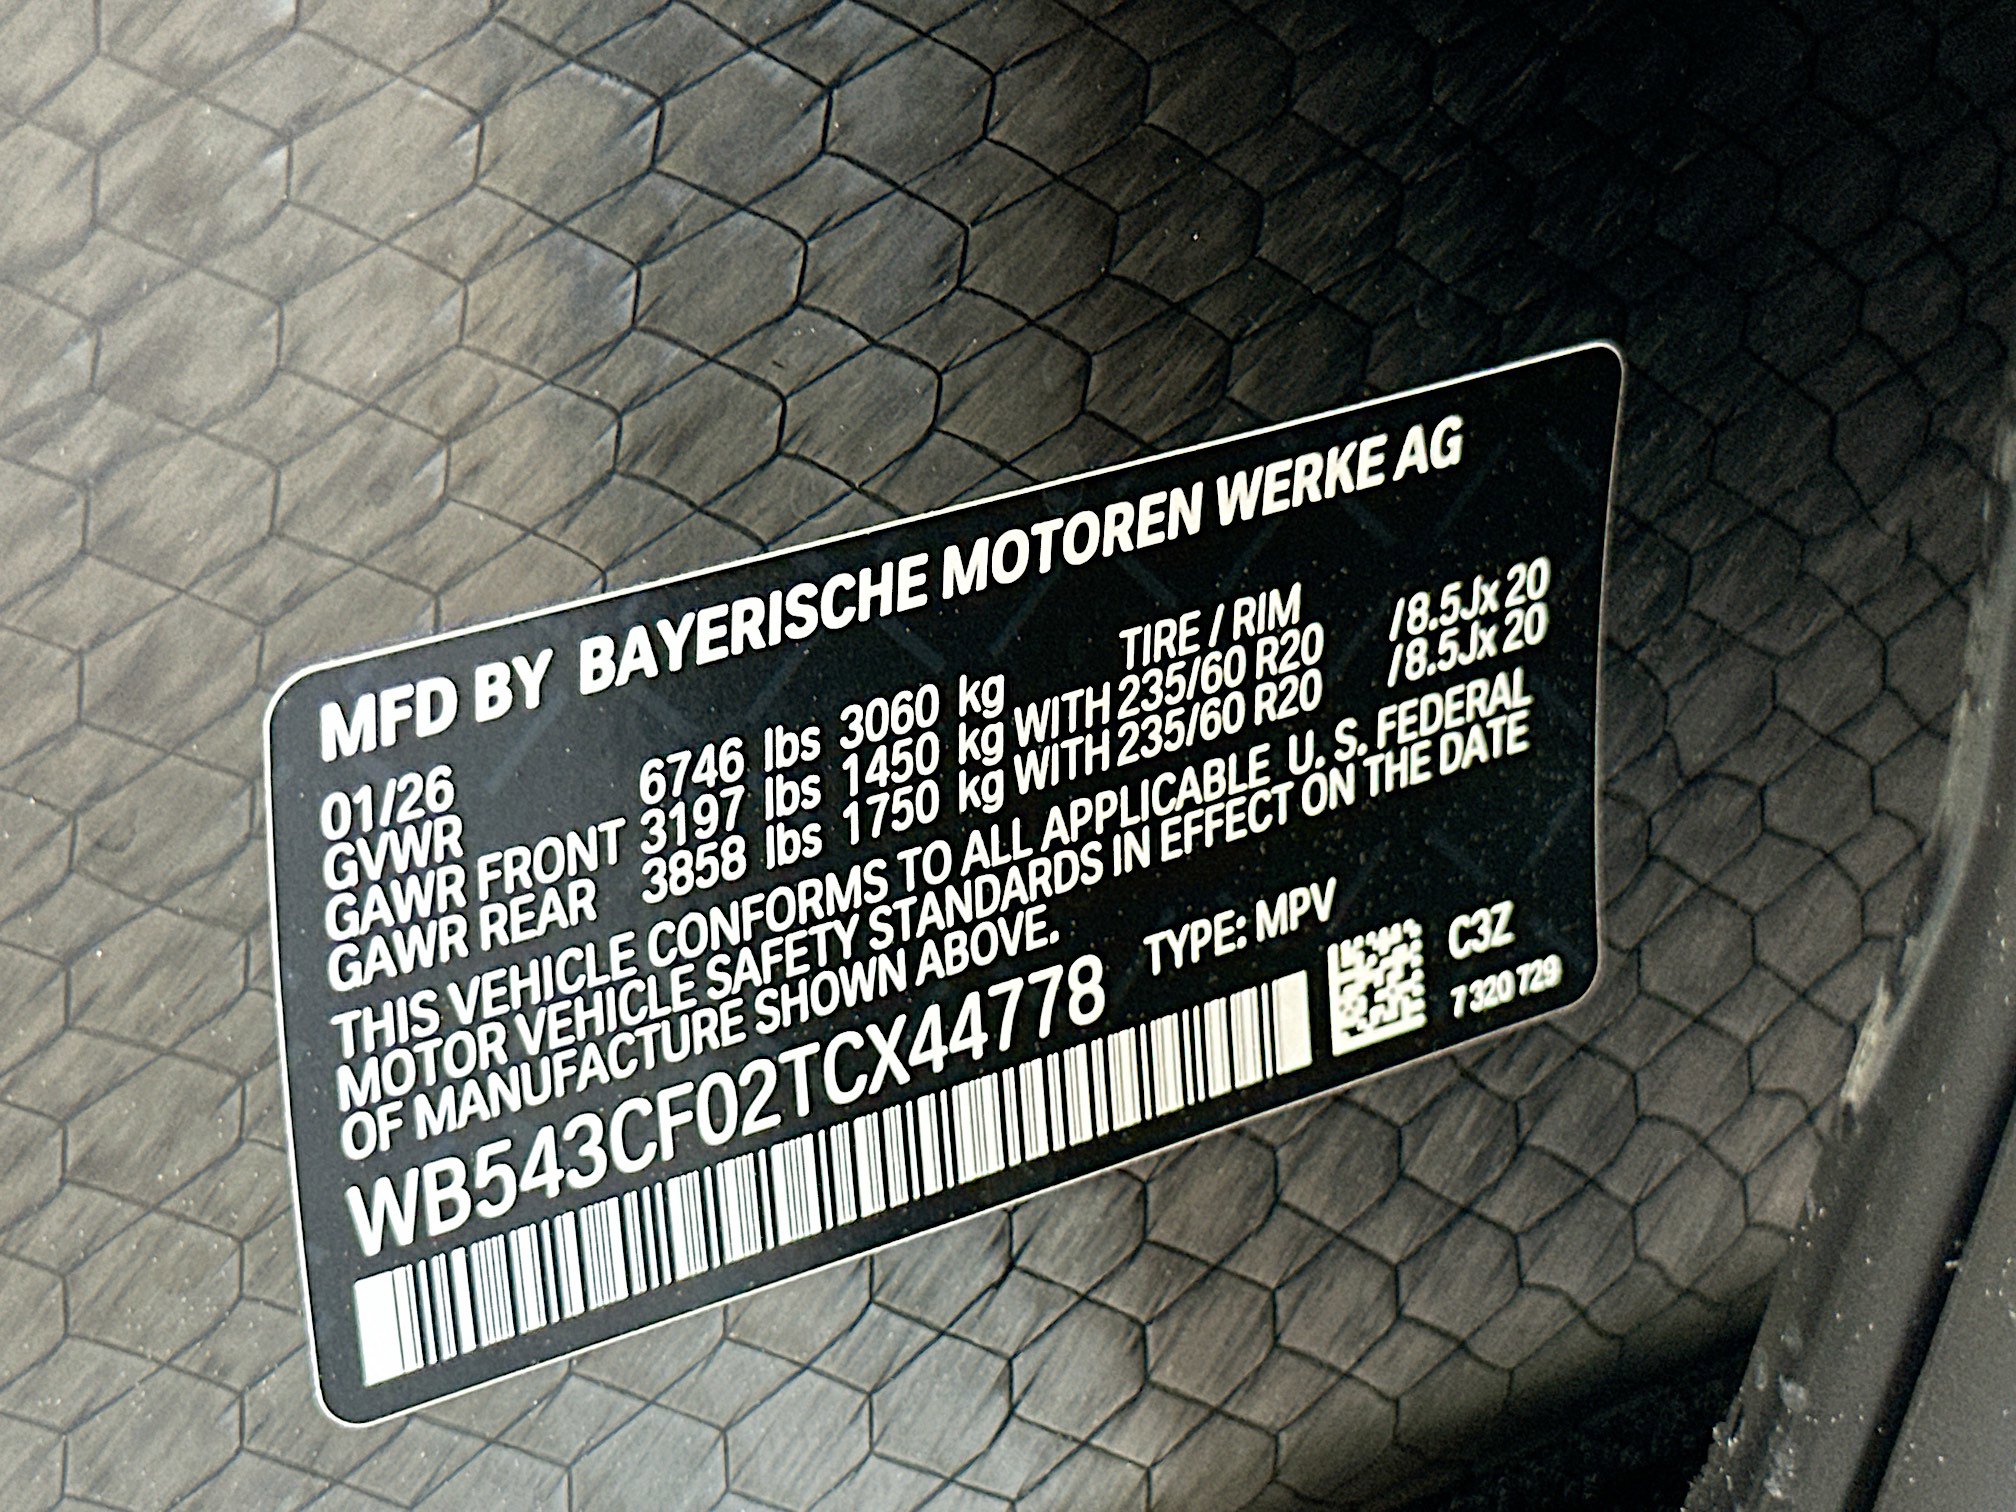 MFD BY BAYERISCHE MOTOREN WERKE AG
01/26 TIRE / RIM
GVWR 6746 lbs 3060 kg
GAWR FRONT 3197 lbs 1450 kg WITH 235/60 R20 /8.5Jx 20
GAWR REAR 3858 lbs 1750 kg WITH 235/60 R20 /8.5Jx 20
THIS VEHICLE CONFORMS TO ALL APPLICABLE U. S. FEDERAL
MOTOR VEHICLE SAFETY STANDARDS IN EFFECT ON THE DATE
OF MANUFACTURE SHOWN ABOVE.
WB543CF02TCX44778 TYPE: MPV
C3Z
7 320 729